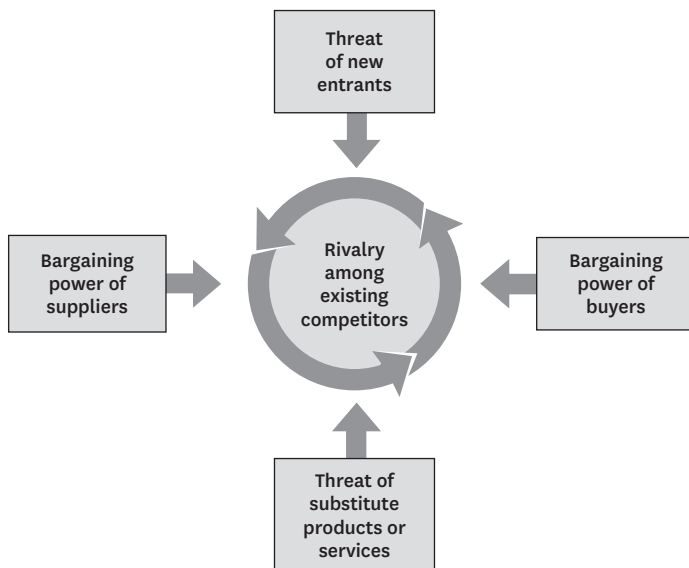 Threat
of new
entrants
Bargaining
power of
suppliers
Rivalry
among
existing
competitors
Bargaining
power of
buyers
Threat of
substitute
products or
services